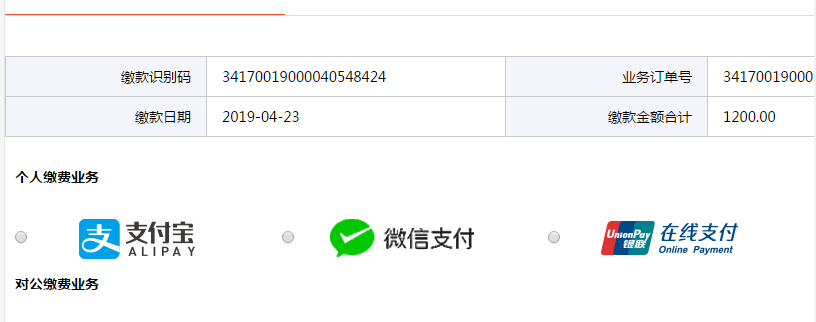 缴款识别码 34170019000040548424 业务订单号 34170019000
缴款日期 2019-04-23 缴款金额合计 1200.00
个人缴费业务
支 支付宝 ALIPAY 微信支付 UnionPay 银联 在线支付 Online Payment
对公缴费业务